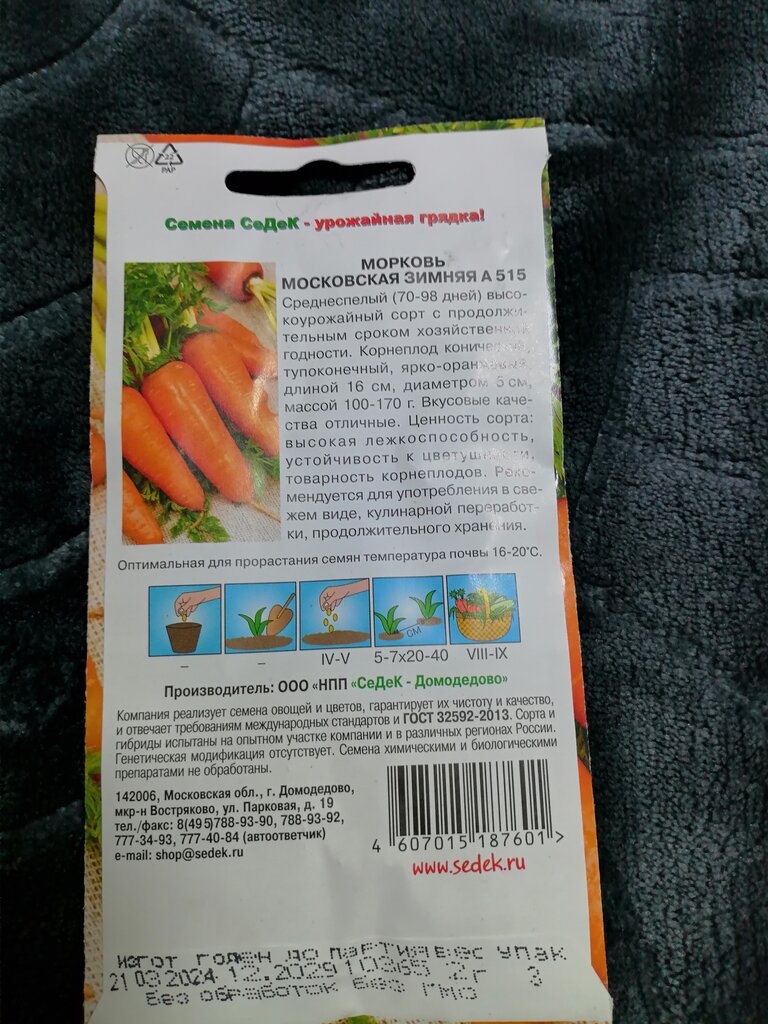 22
PAP
Семена СеДеК - урожайная грядка!
МОРКОВЬ
МОСКОВСКАЯ ЗИМНЯЯ А 515
Среднеспелый (70-98 дней) высо-
коурожайный сорт с продолжи-
тельным сроком хозяйственной
годности. Корнеплод конический,
тупоконечный, ярко-оранжевый,
длиной 16 см, диаметром 5 см,
массой 100-170 г. Вкусовые каче-
ства отличные. Ценность сорта:
высокая лежкоспособность,
устойчивость к цветушности,
товарность корнеплодов. Реко-
мендуется для употребления в све-
жем виде, кулинарной переработ-
ки, продолжительного хранения.
Оптимальная для прорастания семян температура почвы 16-20°С.
см
– – IV-V 5-7x20-40 VIII-IX
Производитель: ООО «НПП «СеДеК - Домодедово»
Компания реализует семена овощей и цветов, гарантирует их чистоту и качество,
и отвечает требованиям международных стандартов и ГОСТ 32592-2013. Сорта и
гибриды испытаны на опытном участке компании и в различных регионах России.
Генетическая модификация отсутствует. Семена химическими и биологическими
препаратами не обработаны.
142006, Московская обл., г. Домодедово,
мкр-н Востряково, ул. Парковая, д. 19
тел./факс: 8(495)788-93-90, 788-93-92,
777-34-93, 777-40-84 (автоответчик)
e-mail: shop@sedek.ru
4 607015 187601 >
www.sedek.ru
ИЗГОТ ГОДЕН ДО ПАРТИЯ ВЕС УПАК
21 03 2024 12.2029 10365 2г 3
Без обработок Без ГМО